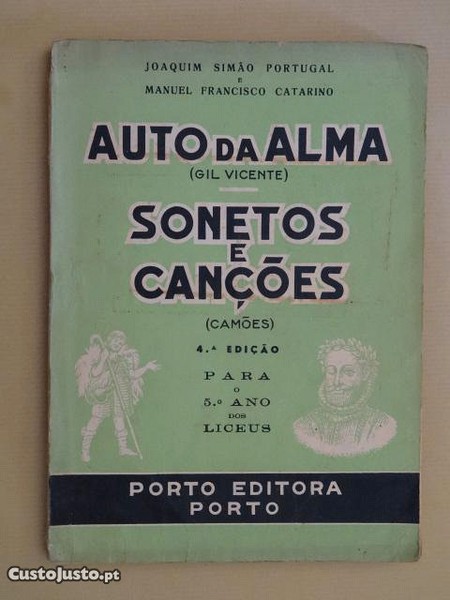 JOAQUIM SIMÃO PORTUGAL
E
MANUEL FRANCISCO CATARINO
AUTO DA ALMA
(GIL VICENTE)
SONETOS
E
CANÇÕES
(CAMÕES)
4.ª EDIÇÃO
PARA
O
5.º ANO
DOS
LICEUS
PORTO EDITORA
PORTO
CustoJusto.pt